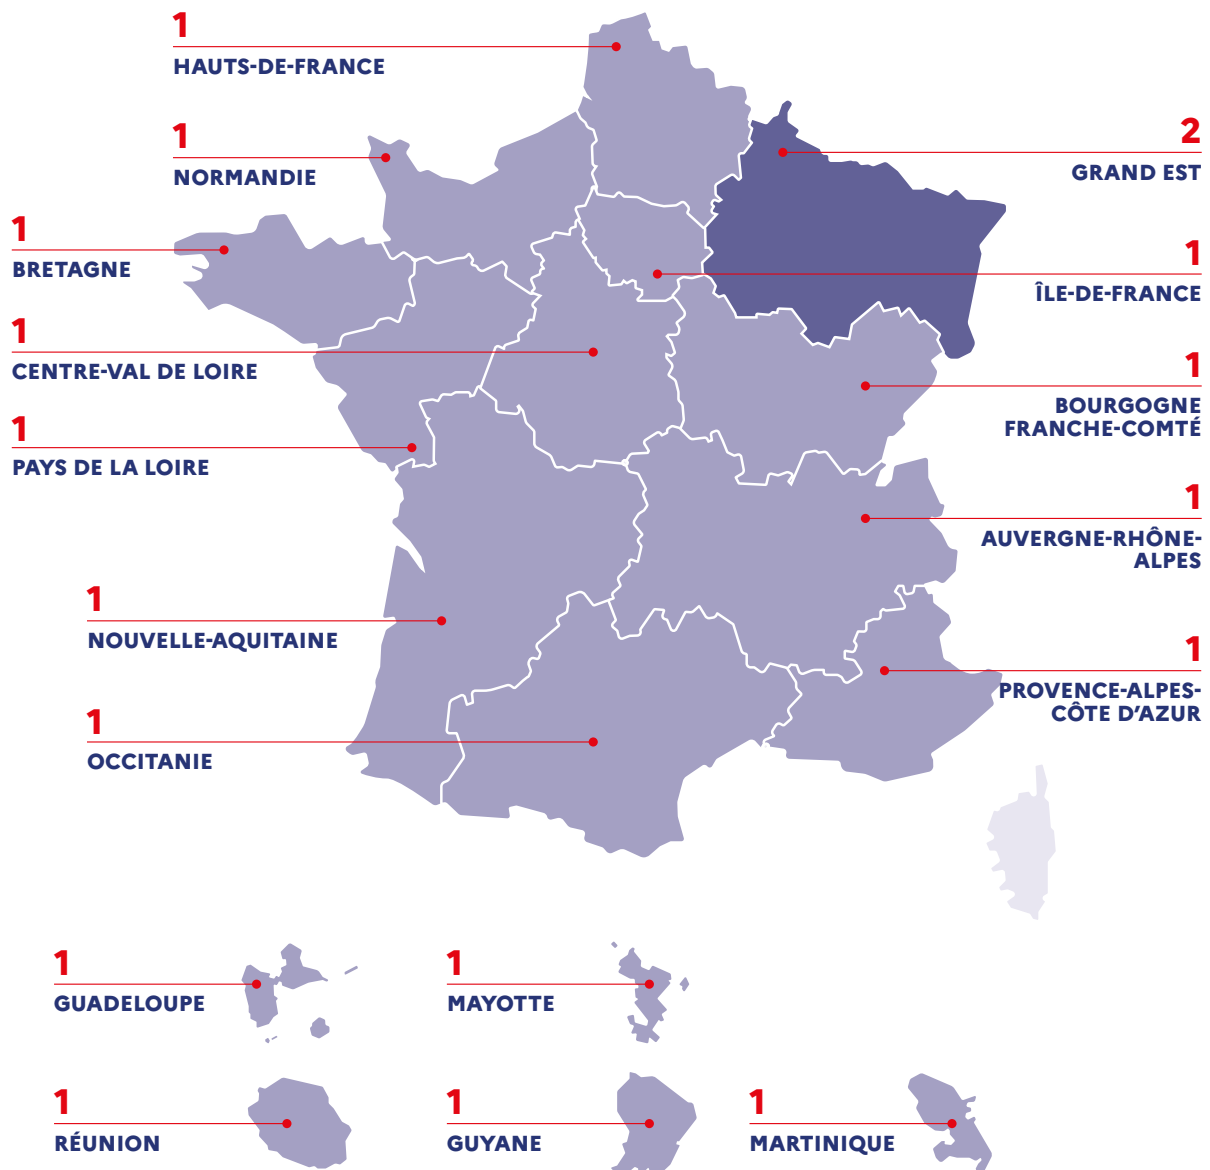 1
HAUTS-DE-FRANCE
1
NORMANDIE
2
GRAND EST
1
BRETAGNE
1
ÎLE-DE-FRANCE
1
CENTRE-VAL DE LOIRE
1
BOURGOGNE
FRANCHE-COMTÉ
1
PAYS DE LA LOIRE
1
AUVERGNE-RHÔNE-
ALPES
1
NOUVELLE-AQUITAINE
1
PROVENCE-ALPES-
CÔTE D’AZUR
1
OCCITANIE
1
GUADELOUPE
1
MAYOTTE
1
RÉUNION
1
GUYANE
1
MARTINIQUE